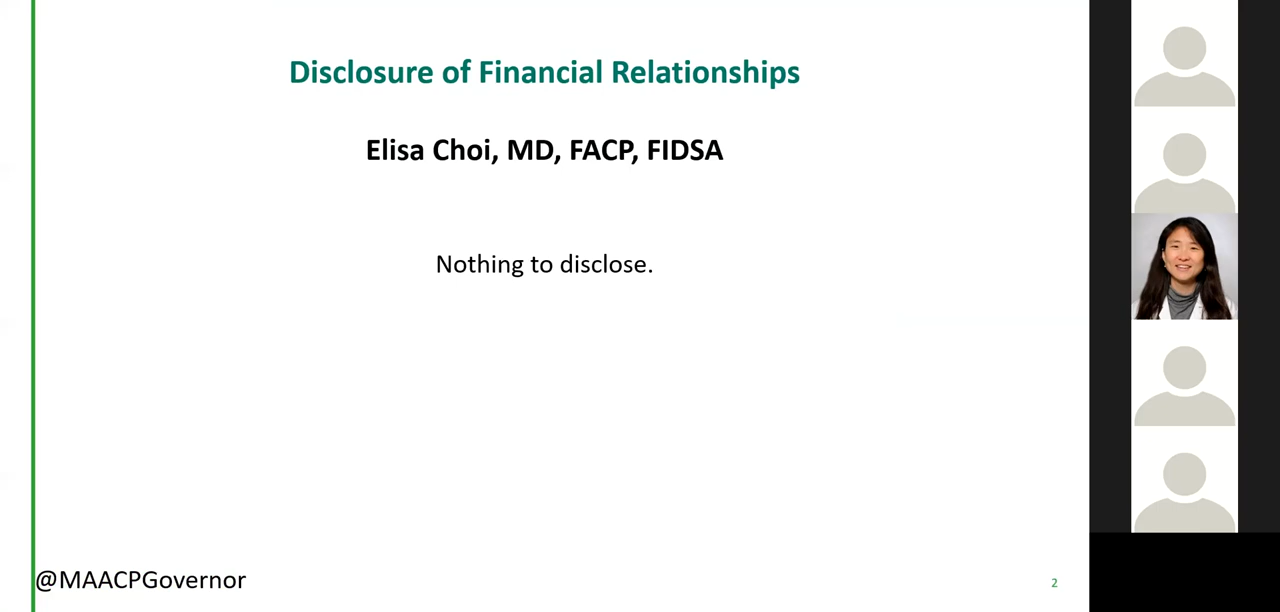 Disclosure of Financial Relationships
Elisa Choi, MD, FACP, FIDSA
Nothing to disclose.
@MAACPGovernor
2